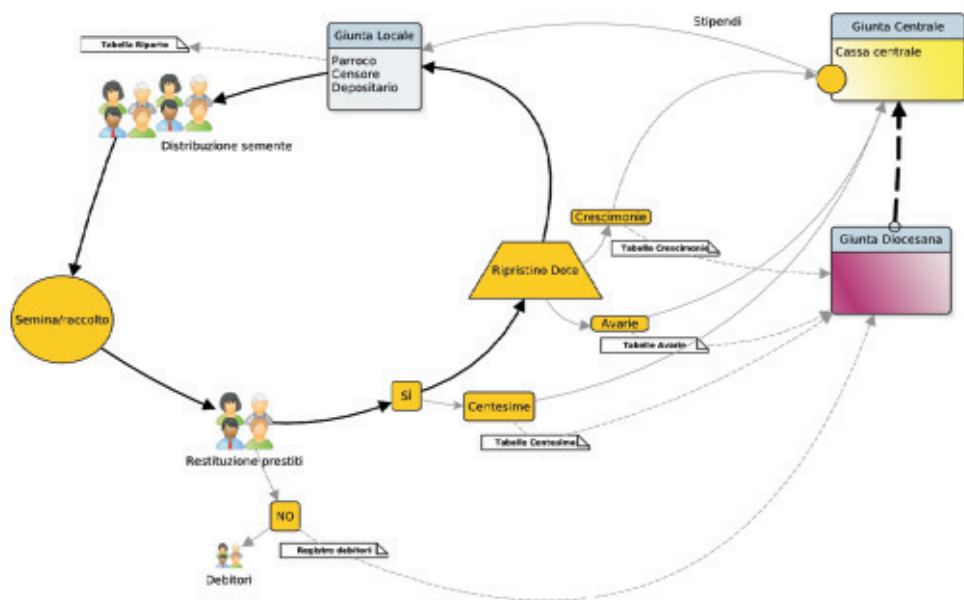 Stipendi
Giunta Centrale
Cassa centrale
Giunta Locale
Parroco
Censore
Depositario
Tabella Riparto
Distribuzione semente
Crescimonie
Tabelle Crescimonie
Giunta Diocesana
Ripristino Dote
Semina/raccolto
Avarie
Tabelle Avarie
SÌ
Centesime
Tabelle Centesime
Restituzione prestiti
NO
Registro debitori
Debitori